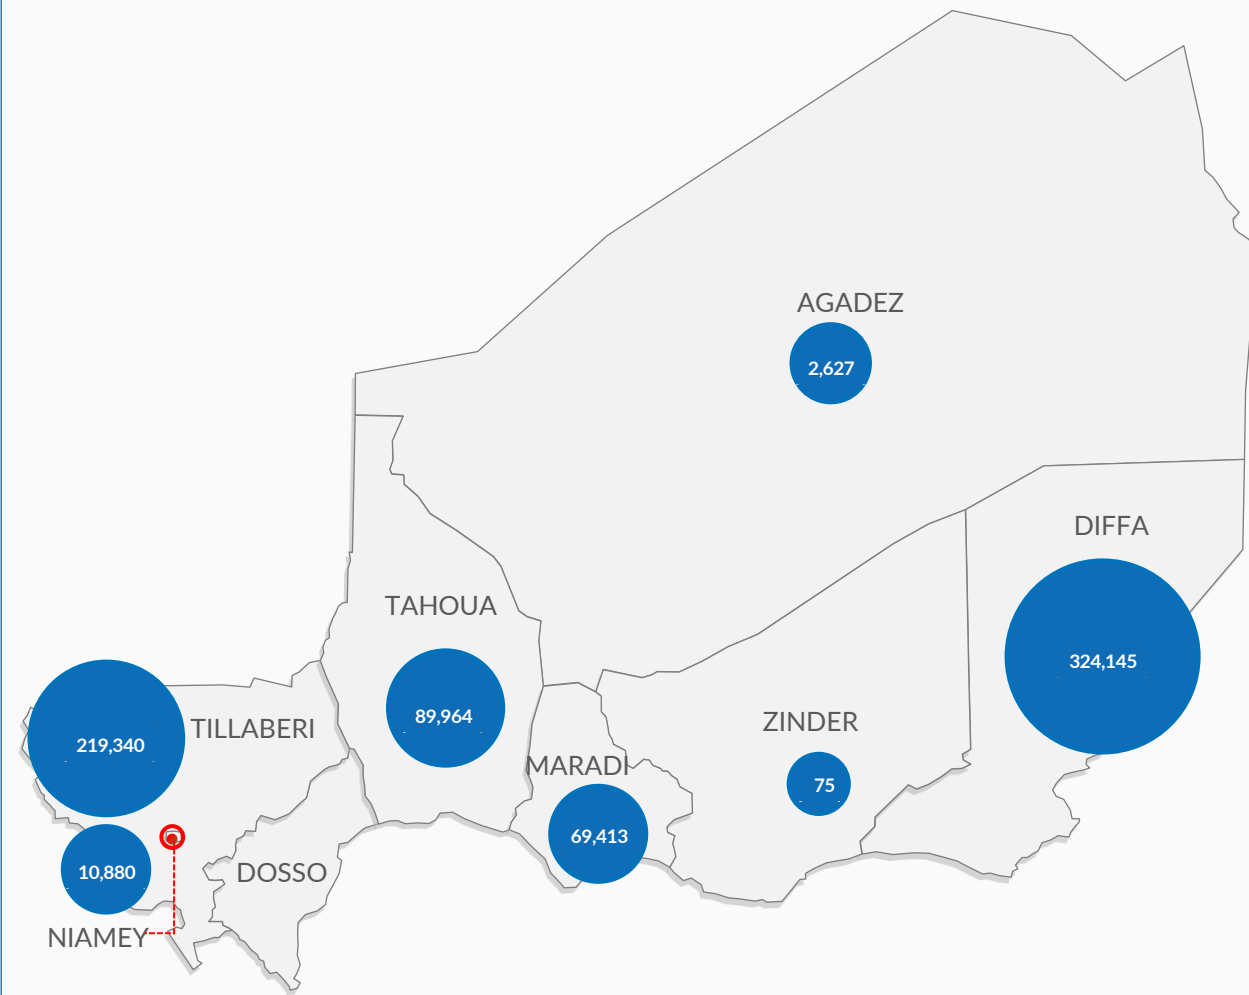 AGADEZ
2,627
DIFFA
324,145
TAHOUA
89,964
TILLABERI
219,340
ZINDER
75
MARADI
69,413
DOSSO
10,880
NIAMEY